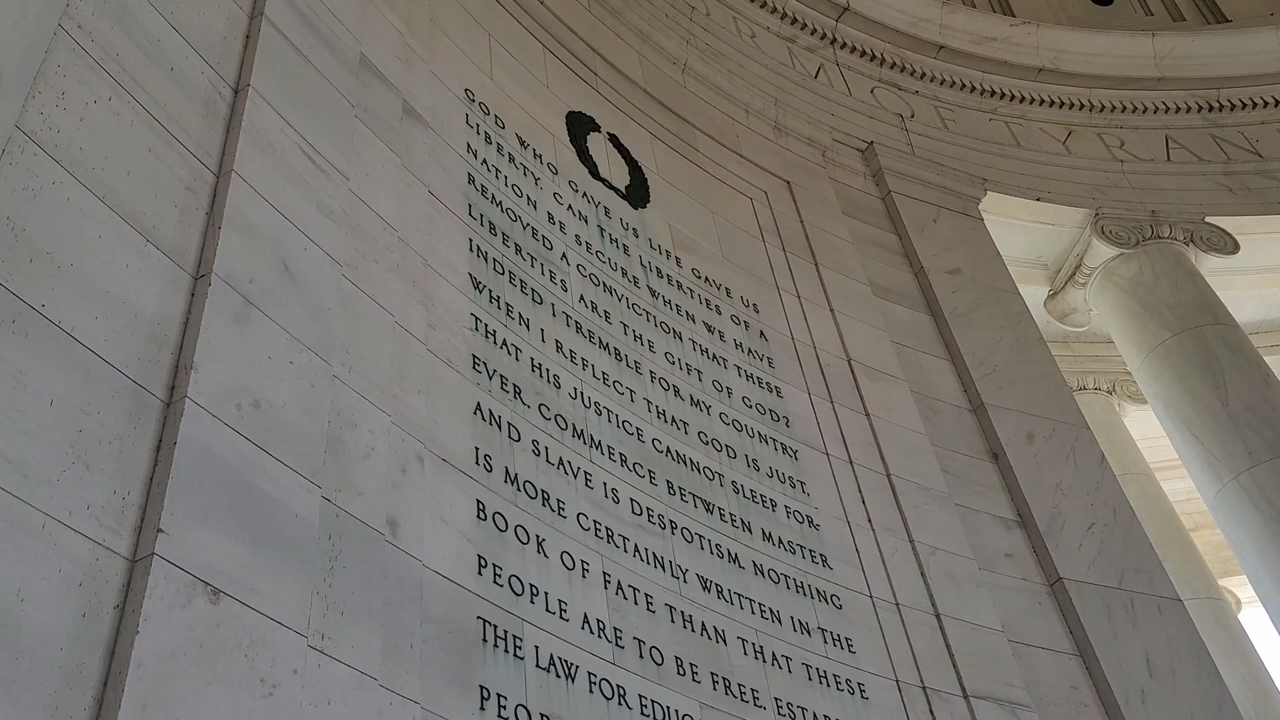 RM OF TYRAN
GOD WHO GAVE US LIFE GAVE US
LIBERTY. CAN THE LIBERTIES OF A
NATION BE SECURE WHEN WE HAVE
REMOVED A CONVICTION THAT THESE
LIBERTIES ARE THE GIFT OF GOD?
INDEED I TREMBLE FOR MY COUNTRY
WHEN I REFLECT THAT GOD IS JUST,
THAT HIS JUSTICE CANNOT SLEEP FOR-
EVER. COMMERCE BETWEEN MASTER
AND SLAVE IS DESPOTISM. NOTHING
IS MORE CERTAINLY WRITTEN IN THE
BOOK OF FATE THAN THAT THESE
PEOPLE ARE TO BE FREE. ESTAB
THE LAW FOR EDUC
PEOP